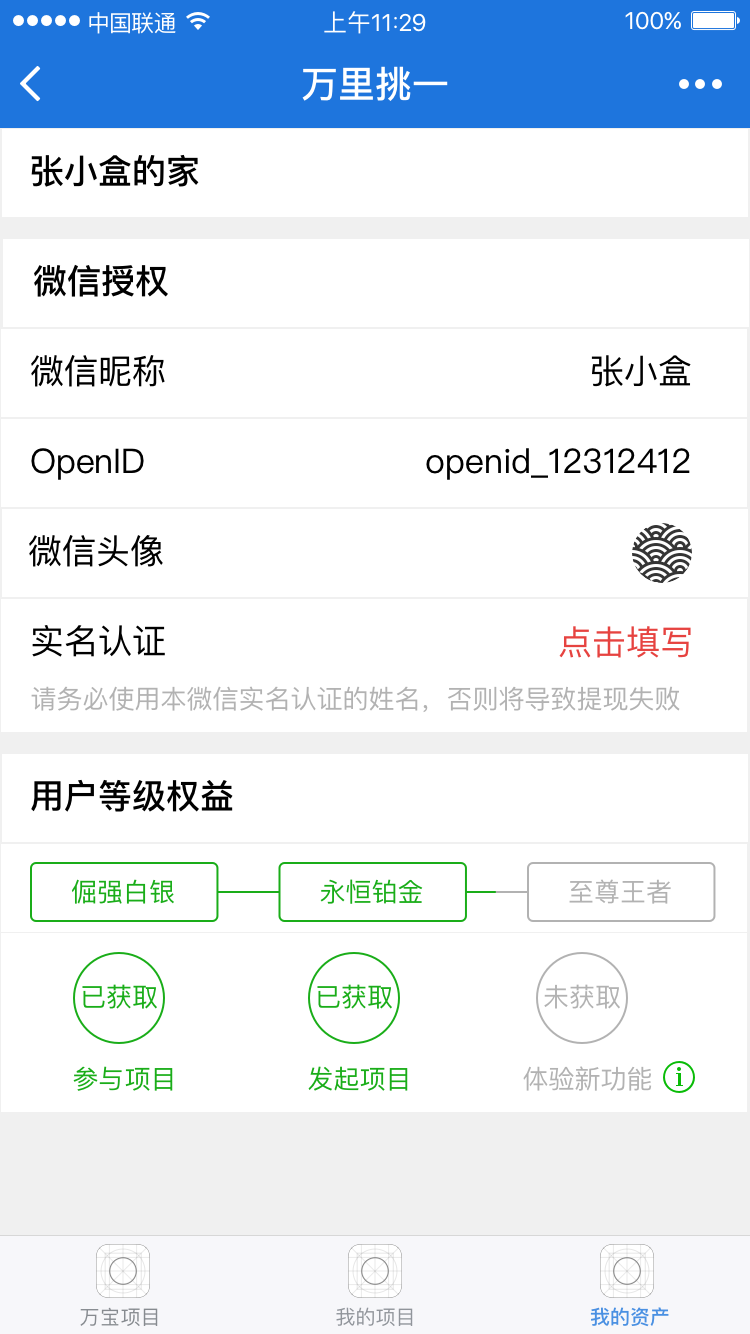 中国联通 上午11:29 100%
万里挑一
张小盒的家
微信授权
微信昵称 张小盒
OpenID openid_12312412
微信头像
实名认证 点击填写
请务必使用本微信实名认证的姓名，否则将导致提现失败
用户等级权益
倔强白银 永恒铂金 至尊王者
已获取 已获取 未获取
参与项目 发起项目 体验新功能 i
万宝项目 我的项目 我的资产